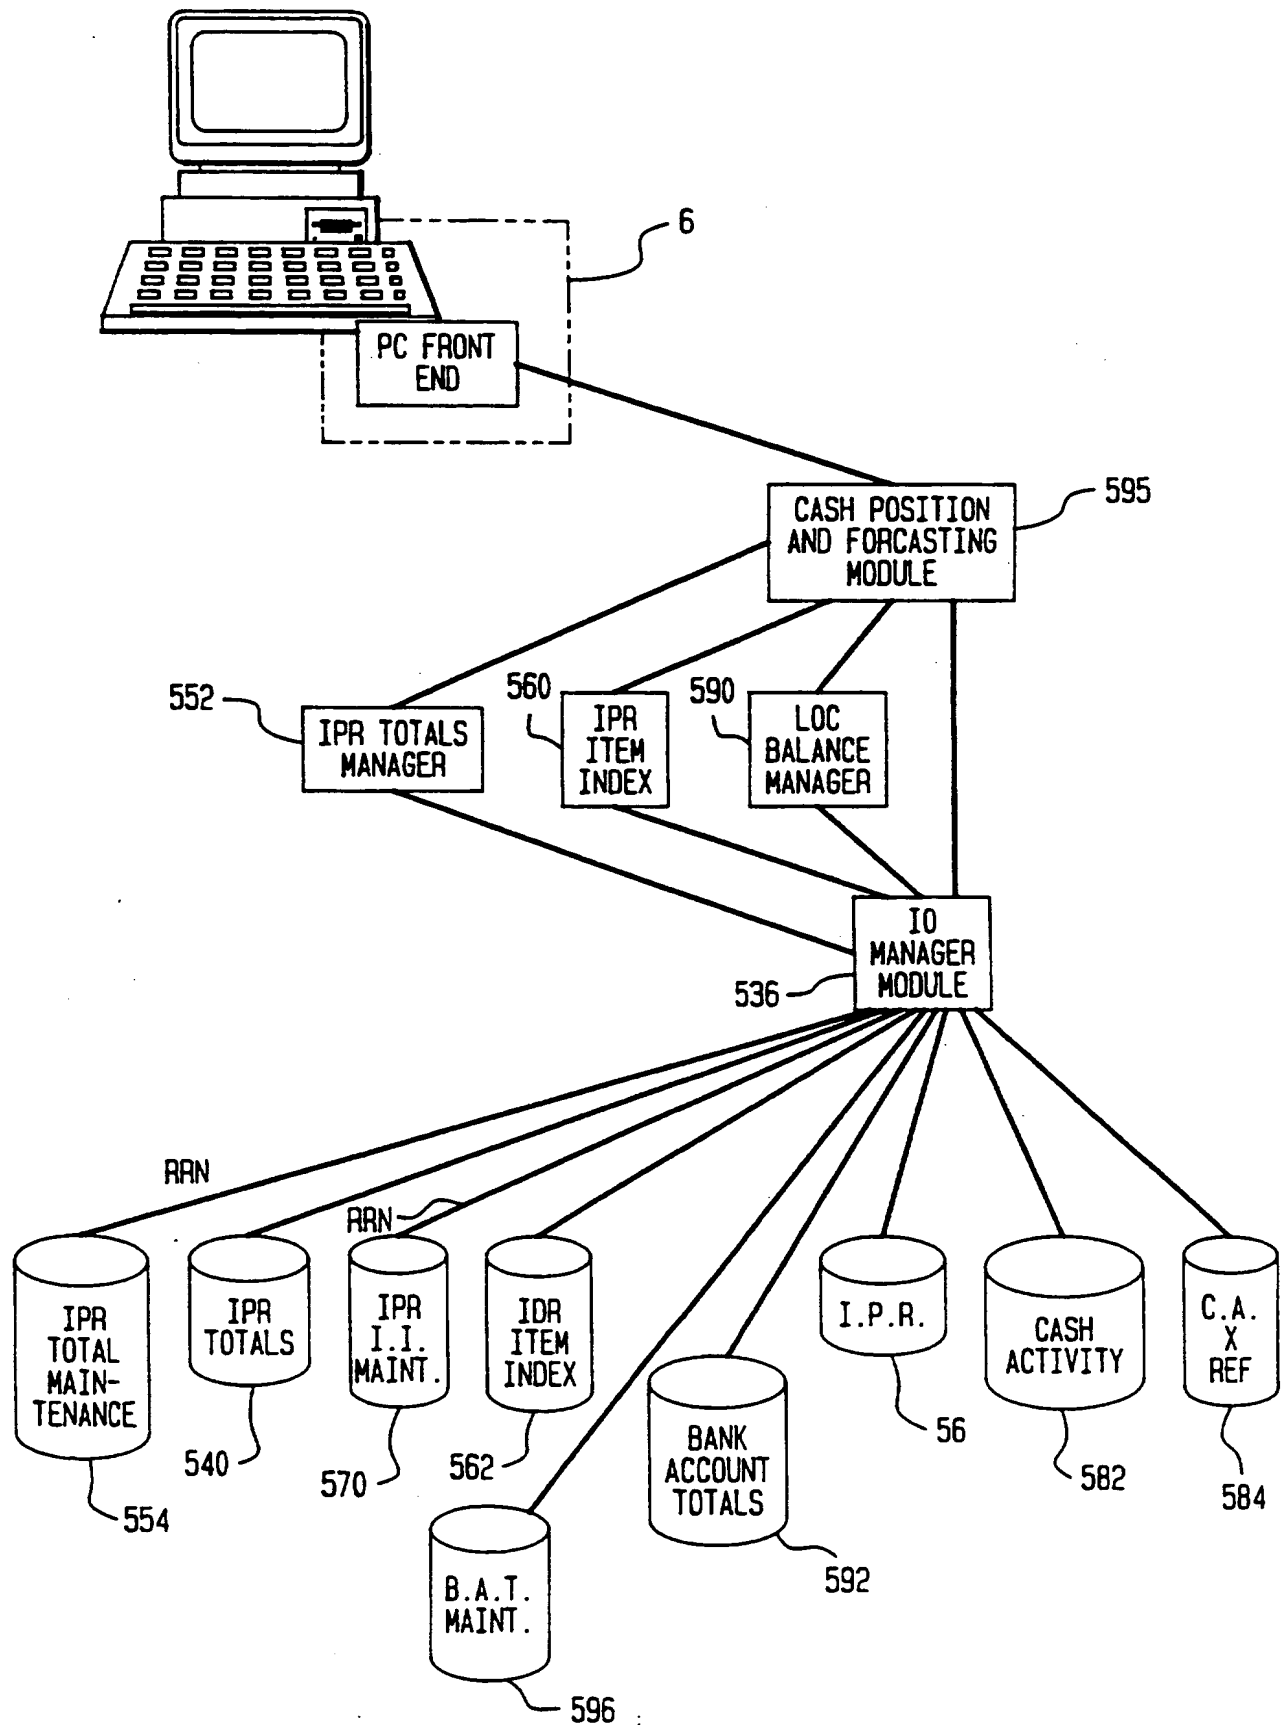 6
PC FRONT
END
595
CASH POSITION
AND FORCASTING
MODULE
552
IPR TOTALS
MANAGER
560
IPR
ITEM
INDEX
590
LOC
BALANCE
MANAGER
IO
MANAGER
MODULE
536
RRN
RRN
IPR
TOTAL
MAIN-
TENANCE
554
IPR
TOTALS
540
IPR
I.I.
MAINT.
570
IDR
ITEM
INDEX
562
B.A.T.
MAINT.
596
BANK
ACCOUNT
TOTALS
592
I.P.R.
56
CASH
ACTIVITY
582
C.A.
X
REF
584